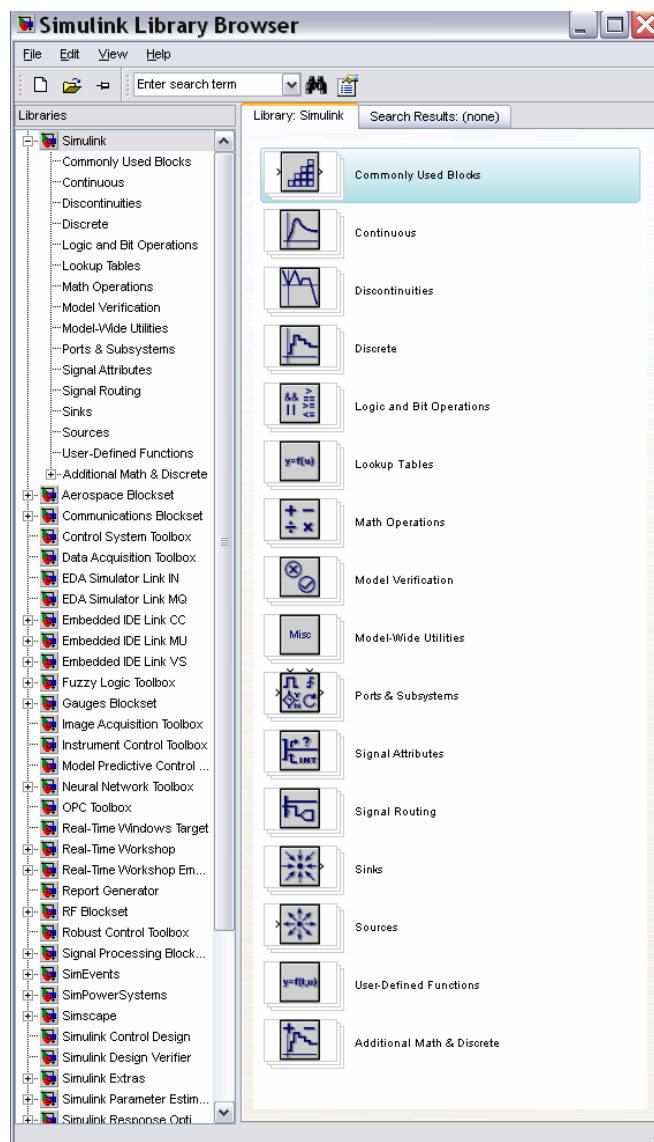 Simulink Library Browser
File Edit View Help
Enter search term
Libraries
Library: Simulink
Search Results: (none)
Simulink
Commonly Used Blocks
Continuous
Discontinuities
Discrete
Logic and Bit Operations
Lookup Tables
Math Operations
Model Verification
Model-Wide Utilities
Ports & Subsystems
Signal Attributes
Signal Routing
Sinks
Sources
User-Defined Functions
Additional Math & Discrete
Aerospace Blockset
Communications Blockset
Control System Toolbox
Data Acquisition Toolbox
EDA Simulator Link IN
EDA Simulator Link MQ
Embedded IDE Link CC
Embedded IDE Link MU
Embedded IDE Link VS
Fuzzy Logic Toolbox
Gauges Blockset
Image Acquisition Toolbox
Instrument Control Toolbox
Model Predictive Control ...
Neural Network Toolbox
OPC Toolbox
Real-Time Windows Target
Real-Time Workshop
Real-Time Workshop Em...
Report Generator
RF Blockset
Robust Control Toolbox
Signal Processing Block...
SimEvents
SimPowerSystems
Simscape
Simulink Control Design
Simulink Design Verifier
Simulink Extras
Simulink Parameter Estim...
Simulink Response Opti
Commonly Used Blocks
Continuous
Discontinuities
Discrete
&& > == || >= <=
Logic and Bit Operations
y=f(u)
Lookup Tables
+ − ÷ ×
Math Operations
Model Verification
Misc
Model-Wide Utilities
Ports & Subsystems
? INT
Signal Attributes
Signal Routing
Sinks
Sources
y=f(t,u)
User-Defined Functions
+ −
Additional Math & Discrete